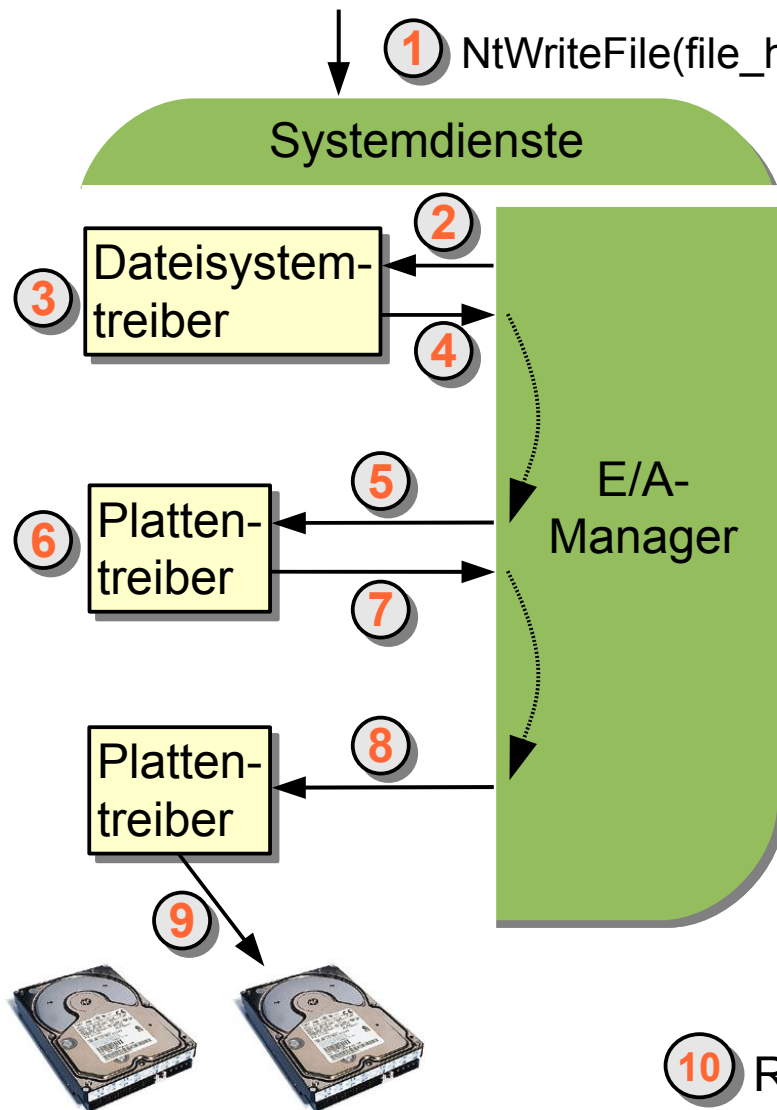 1 NtWriteFile(file_h
Systemdienste
2
Dateisystem-
3
treiber
4
5
E/A-
Platten-
Manager
6
treiber
7
Platten-
8
treiber
9
10 R